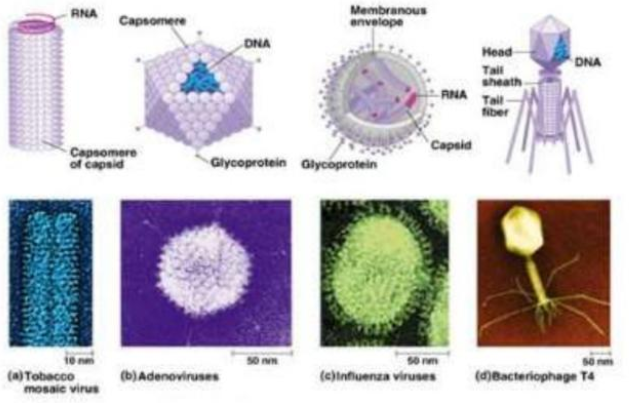 RNA
Capsomere
of capsid
Capsomere
DNA
Glycoprotein
Membranous
envelope
RNA
Capsid
Glycoprotein
Head
DNA
Tail
sheath
Tail
fiber
10 nm
50 nm
50 nm
50 nm
(a) Tobacco
mosaic virus
(b) Adenoviruses
(c) Influenza viruses
(d) Bacteriophage T4